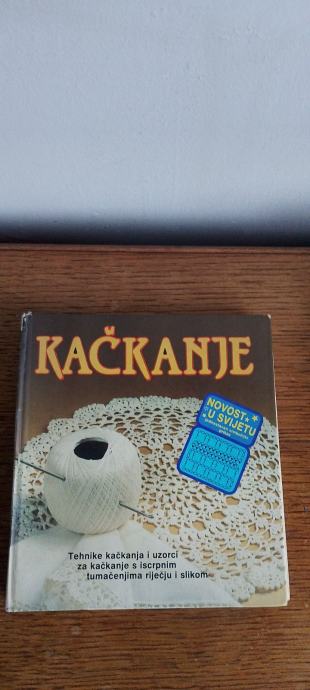 KAČKANJE
NOVOST
U SVIJETU
Tehnike kačkanja i uzorci
za kačkanje s iscrpnim
tumačenjima riječju i slikom